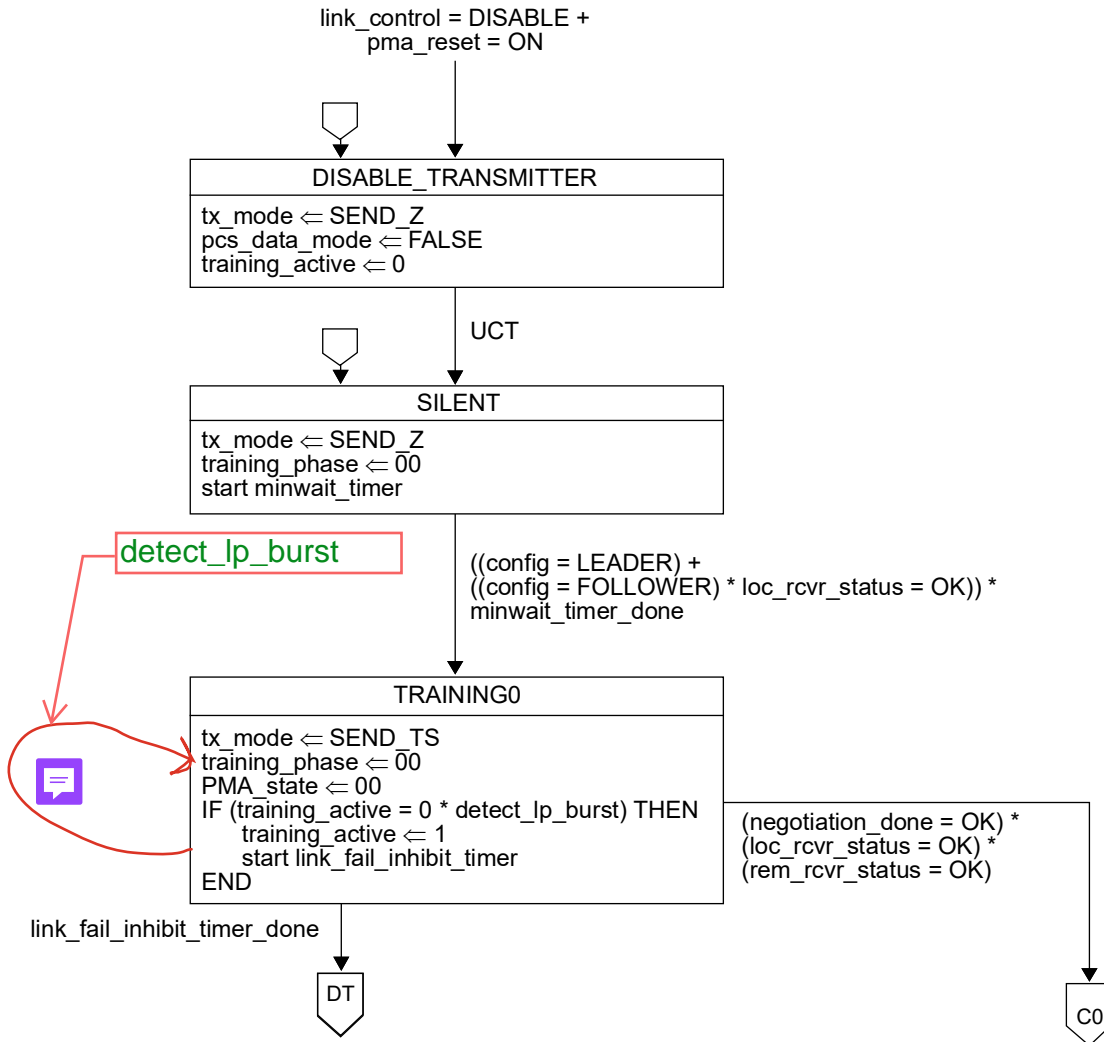 link_control = DISABLE +
pma_reset = ON
DISABLE_TRANSMITTER
tx_mode ⇐ SEND_Z
pcs_data_mode ⇐ FALSE
training_active ⇐ 0
UCT
SILENT
tx_mode ⇐ SEND_Z
training_phase ⇐ 00
start minwait_timer
detect_lp_burst
((config = LEADER) +
((config = FOLLOWER) * loc_rcvr_status = OK)) *
minwait_timer_done
TRAINING0
tx_mode ⇐ SEND_TS
training_phase ⇐ 00
PMA_state ⇐ 00
IF (training_active = 0 * detect_lp_burst) THEN
training_active ⇐ 1
start link_fail_inhibit_timer
END
(negotiation_done = OK) *
(loc_rcvr_status = OK) *
(rem_rcvr_status = OK)
link_fail_inhibit_timer_done
DT
C0